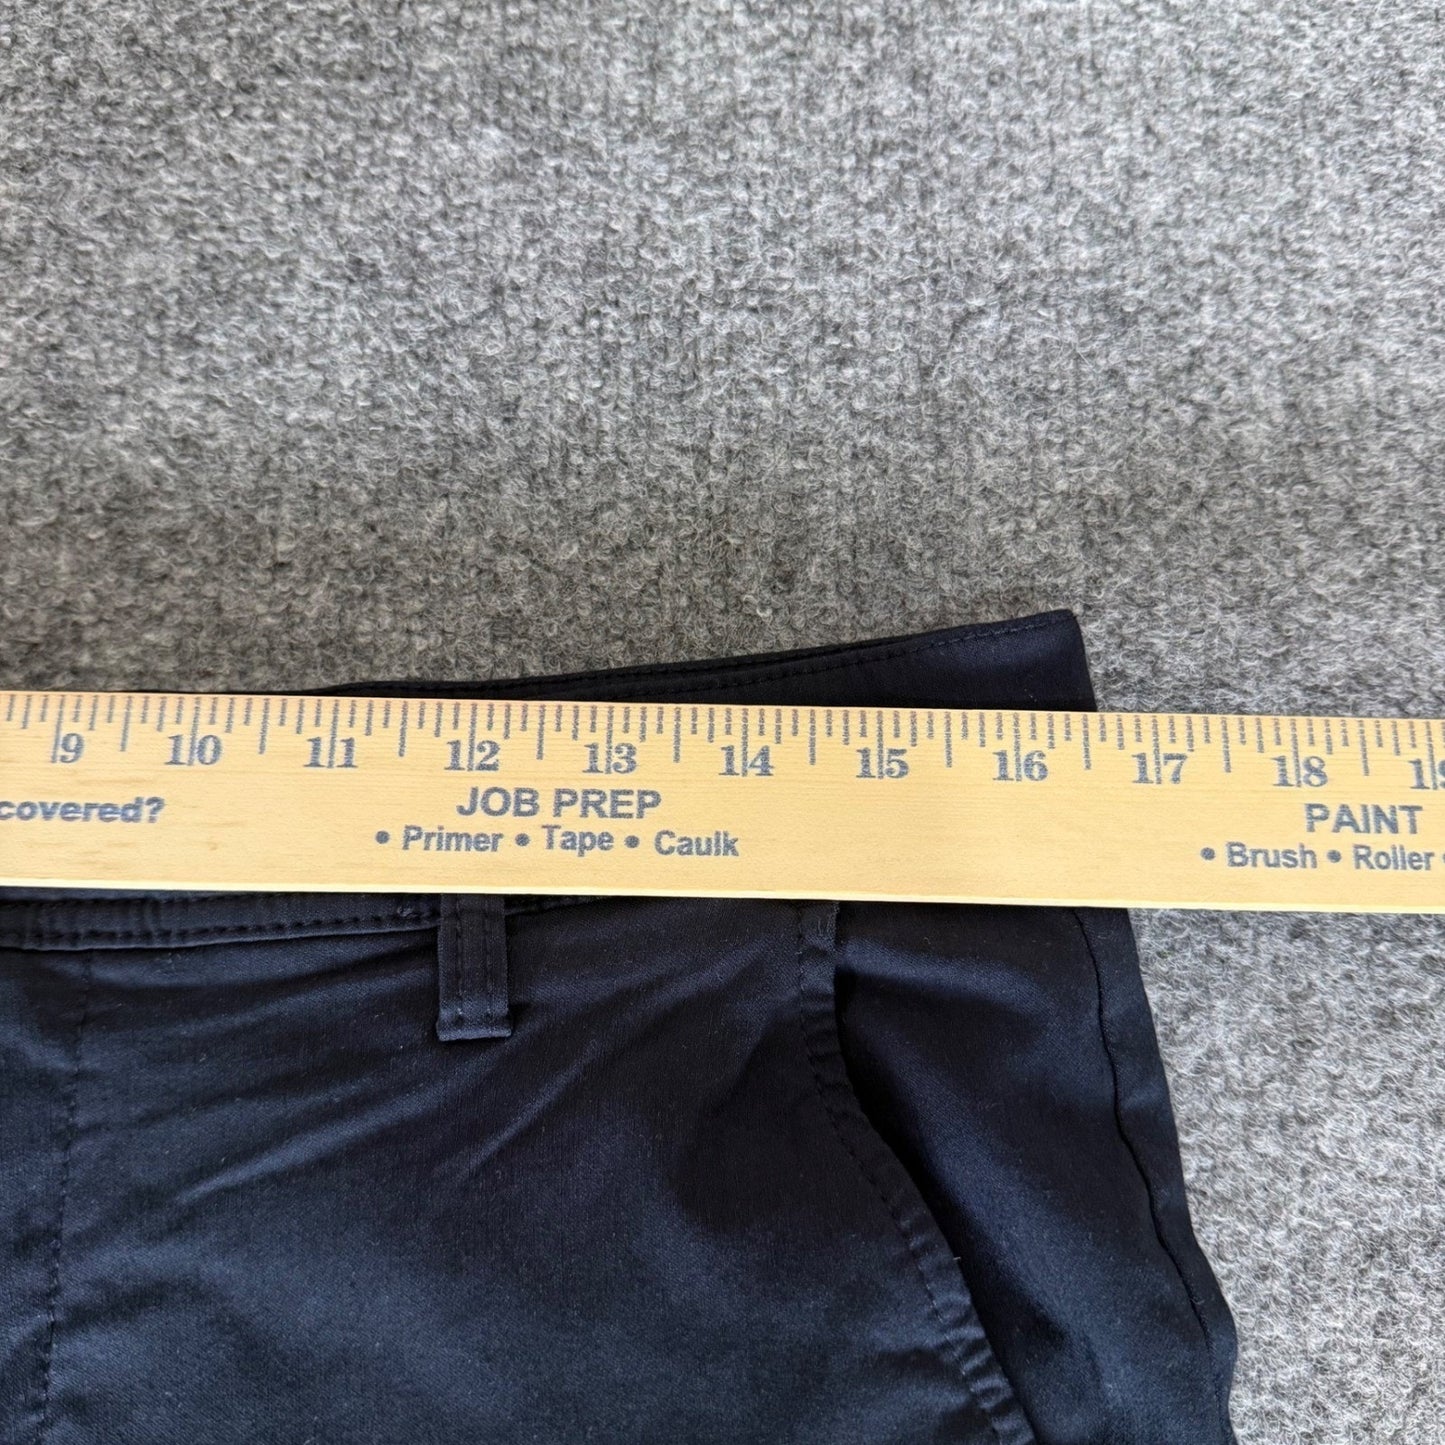 9 10 11 12 13 14 15 16 17 18 19
covered? JOB PREP PAINT
• Primer • Tape • Caulk • Brush • Roller •